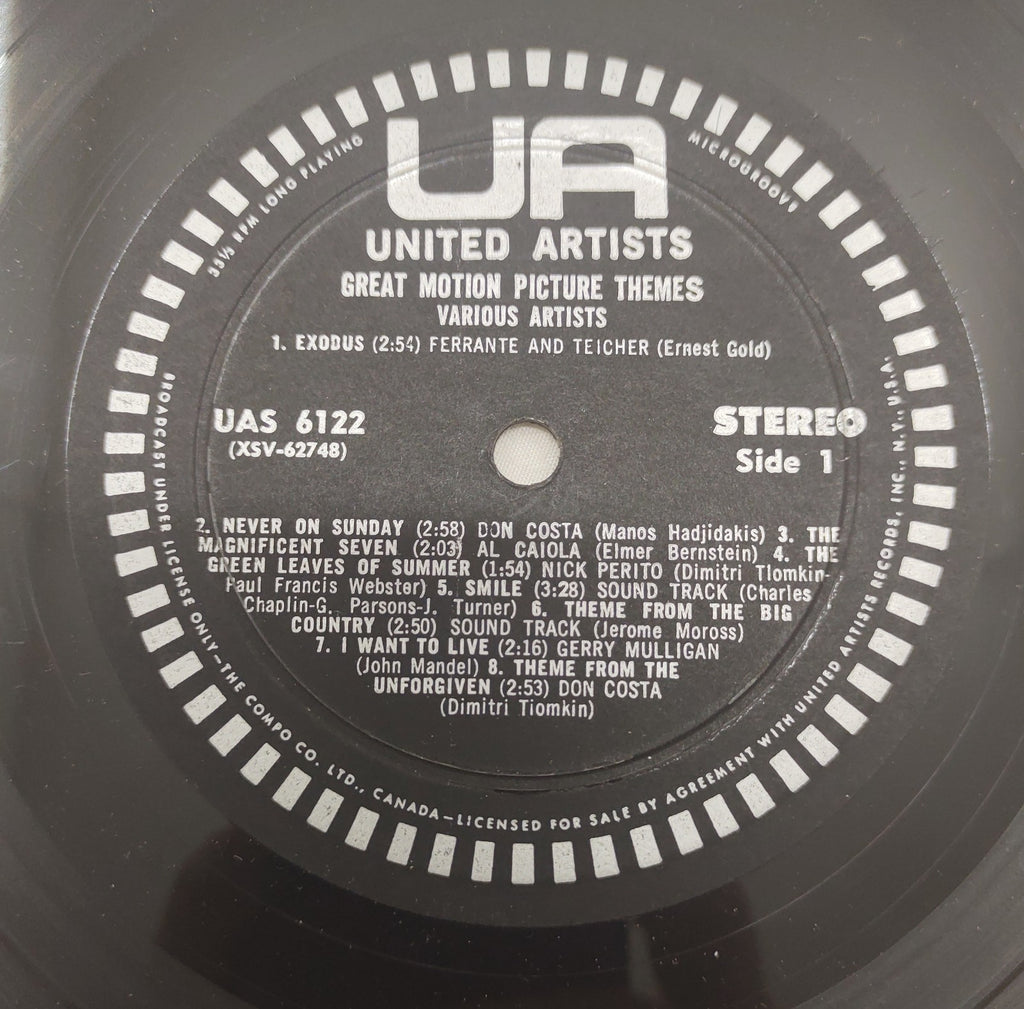 33⅓ RPM LONG PLAYING
MICROGROOVE
UA
UNITED ARTISTS
GREAT MOTION PICTURE THEMES
VARIOUS ARTISTS
1. EXODUS (2:54) FERRANTE AND TEICHER (Ernest Gold)
UAS 6122
(XSV-62748)
STEREO
Side 1
2. NEVER ON SUNDAY (2:58) DON COSTA (Manos Hadjidakis) 3. THE
MAGNIFICENT SEVEN (2:03) AL CAIOLA (Elmer Bernstein) 4. THE
GREEN LEAVES OF SUMMER (1:54) NICK PERITO (Dimitri TIomkin-
Paul Francis Webster) 5. SMILE (3:28) SOUND TRACK (Charles
Chaplin-G. Parsons-J. Turner) 6. THEME FROM THE BIG
COUNTRY (2:50) SOUND TRACK (Jerome Moross)
7. I WANT TO LIVE (2:16) GERRY MULLIGAN
(John Mandel) 8. THEME FROM THE
UNFORGIVEN (2:53) DON COSTA
(Dimitri Tiomkin)
BROADCAST UNDER LICENSE ONLY—THE COMPO CO. LTD., CANADA—LICENSED FOR SALE BY AGREEMENT WITH UNITED ARTISTS RECORDS, INC., N.Y., U.S.A.